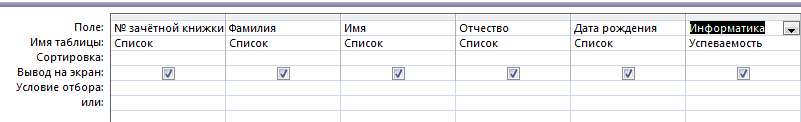 Поле: № зачётной книжки Фамилия Имя Отчество Дата рождения Информатика
Имя таблицы: Список Список Список Список Список Успеваемость
Сортировка:
Вывод на экран:
Условие отбора:
или: